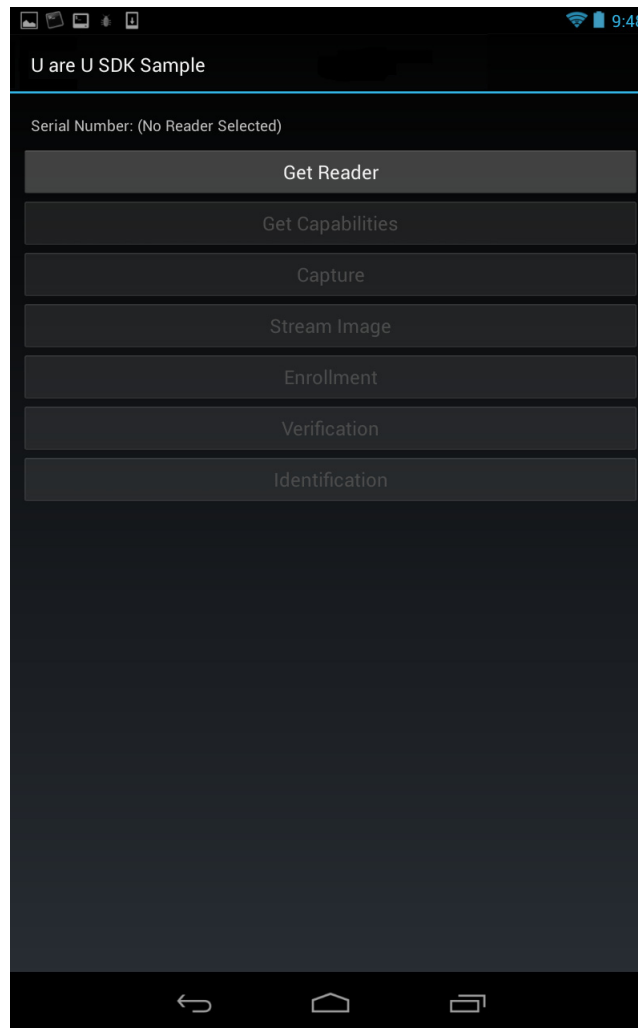 9:48
U are U SDK Sample
Serial Number: (No Reader Selected)
Get Reader
Get Capabilities
Capture
Stream Image
Enrollment
Verification
Identification